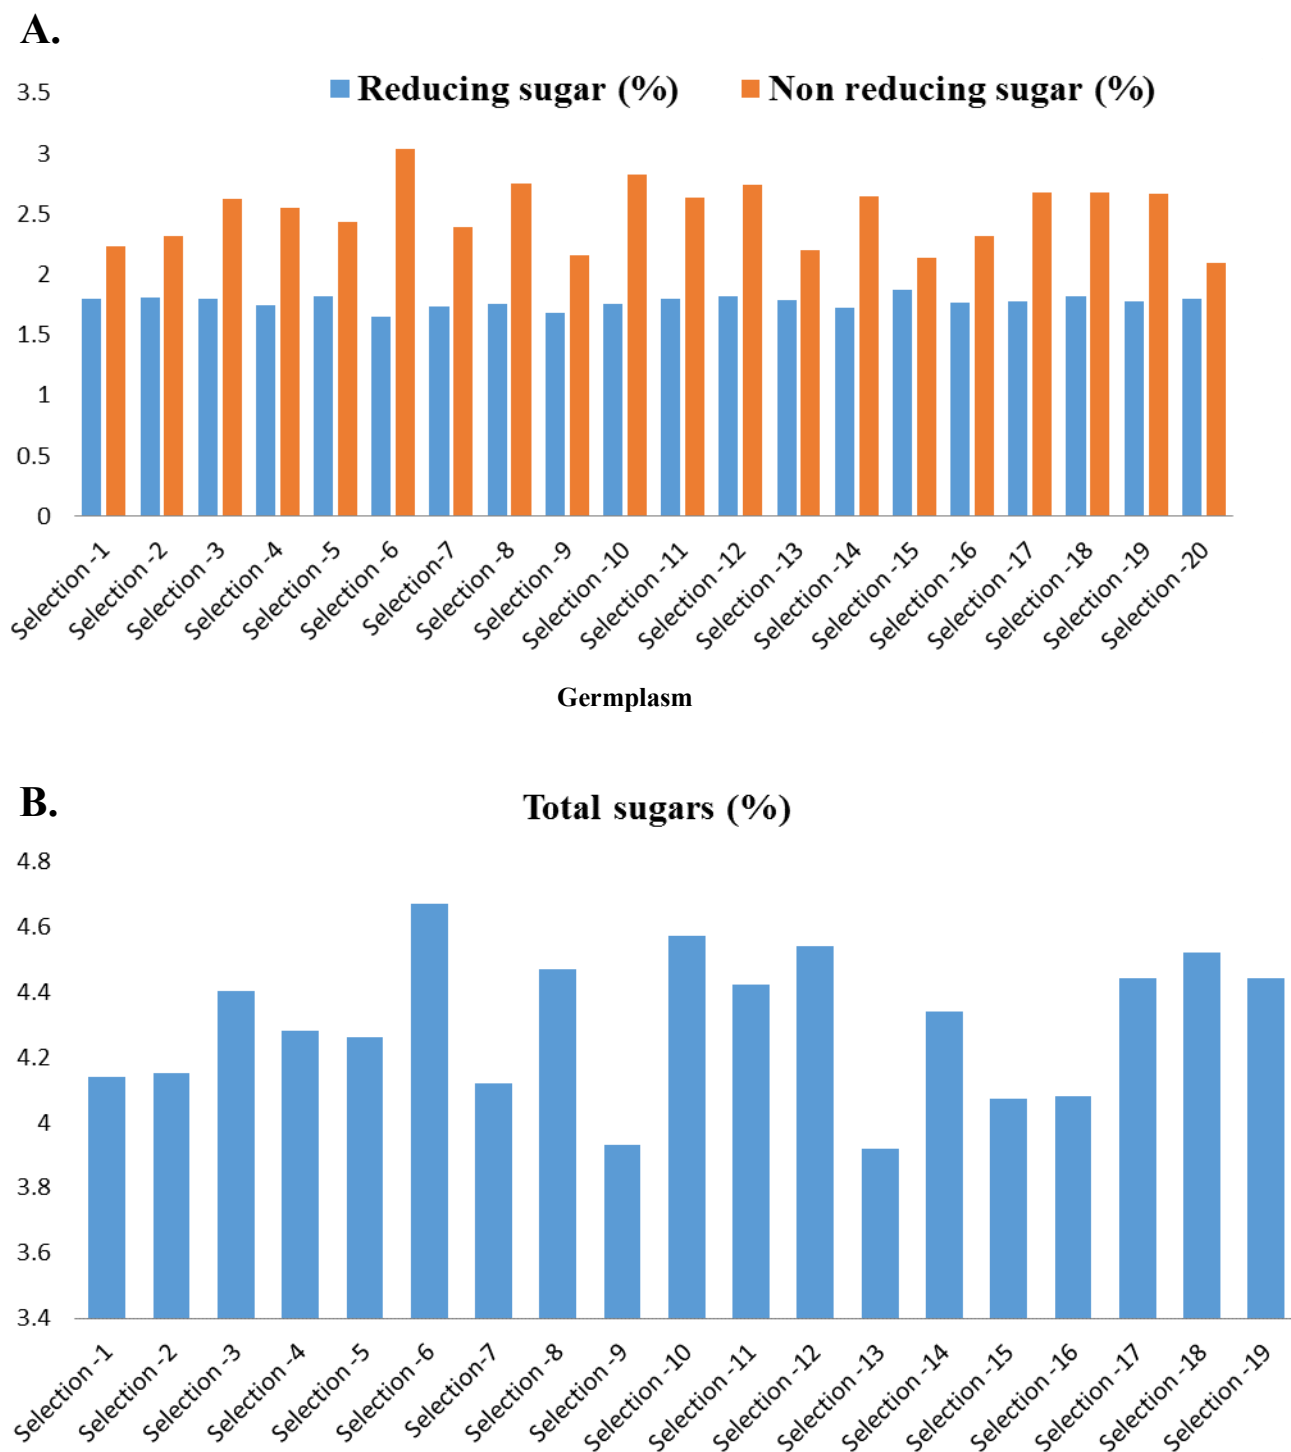 A.
Reducing sugar (%) Non reducing sugar (%)
3.5
3
2.5
2
1.5
1
0.5
0
Selection -1
Selection -2
Selection -3
Selection -4
Selection -5
Selection -6
Selection-7
Selection -8
Selection -9
Selection -10
Selection -11
Selection -12
Selection -13
Selection -14
Selection -15
Selection -16
Selection -17
Selection -18
Selection -19
Selection -20
Germplasm
B.
Total sugars (%)
4.8
4.6
4.4
4.2
4
3.8
3.6
3.4
Selection -1
Selection -2
Selection -3
Selection -4
Selection -5
Selection -6
Selection-7
Selection -8
Selection -9
Selection -10
Selection -11
Selection -12
Selection -13
Selection -14
Selection -15
Selection -16
Selection -17
Selection -18
Selection -19